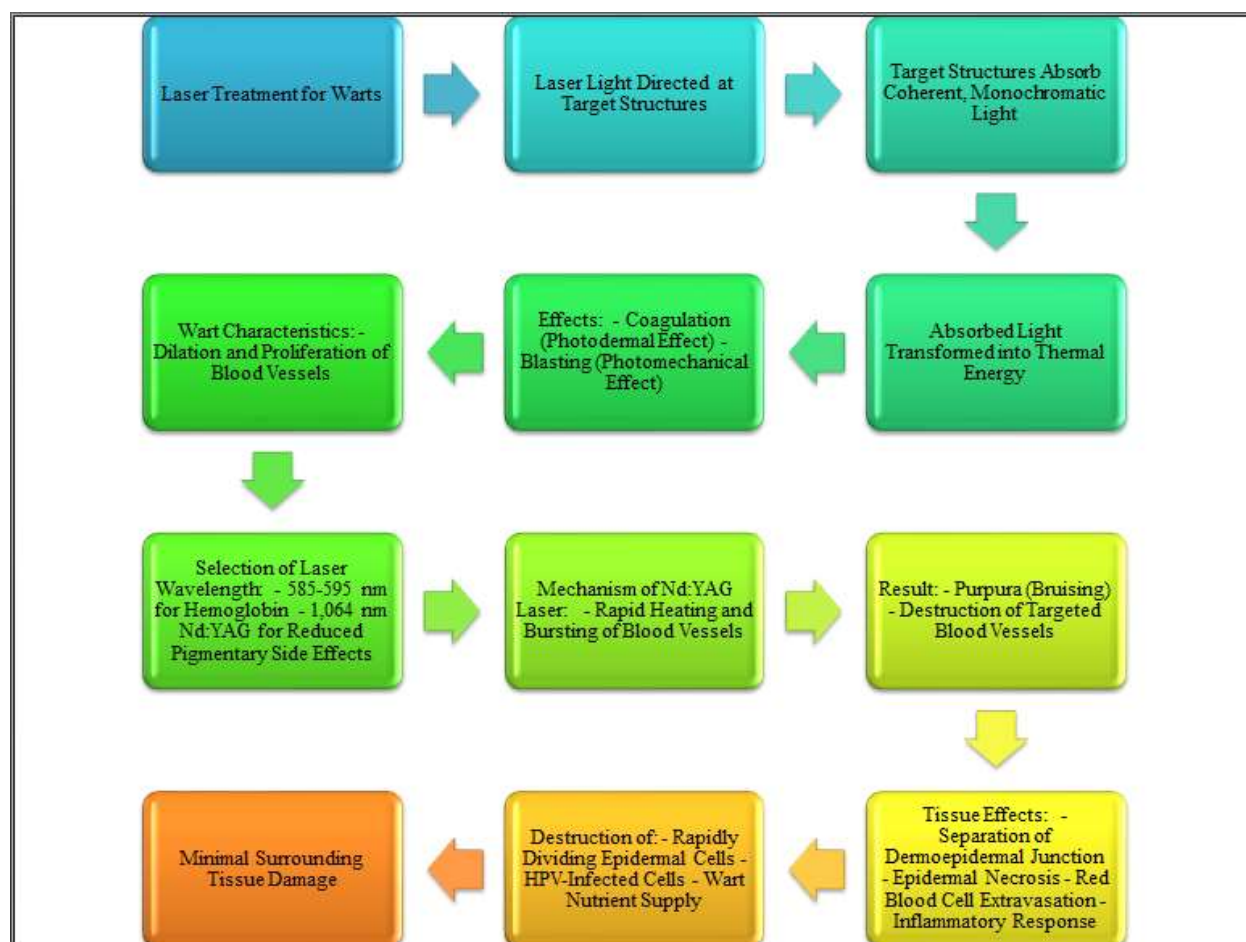 Laser Treatment for Warts
Laser Light Directed at
Target Structures
Target Structures Absorb
Coherent, Monochromatic
Light
Absorbed Light
Transformed into Thermal
Energy
Effects: - Coagulation
(Photodermal Effect) -
Blasting (Photomechanical
Effect)
Wart Characteristics: -
Dilation and Proliferation of
Blood Vessels
Selection of Laser
Wavelength: - 585-595 nm
for Hemoglobin - 1,064 nm
Nd:YAG for Reduced
Pigmentary Side Effects
Mechanism of Nd:YAG
Laser: - Rapid Heating and
Bursting of Blood Vessels
Result: - Purpura (Bruising)
- Destruction of Targeted
Blood Vessels
Tissue Effects: -
Separation of
Dermoepidermal Junction
- Epidermal Necrosis - Red
Blood Cell Extravasation -
Inflammatory Response
Destruction of: - Rapidly
Dividing Epidermal Cells -
HPV-Infected Cells - Wart
Nutrient Supply
Minimal Surrounding
Tissue Damage